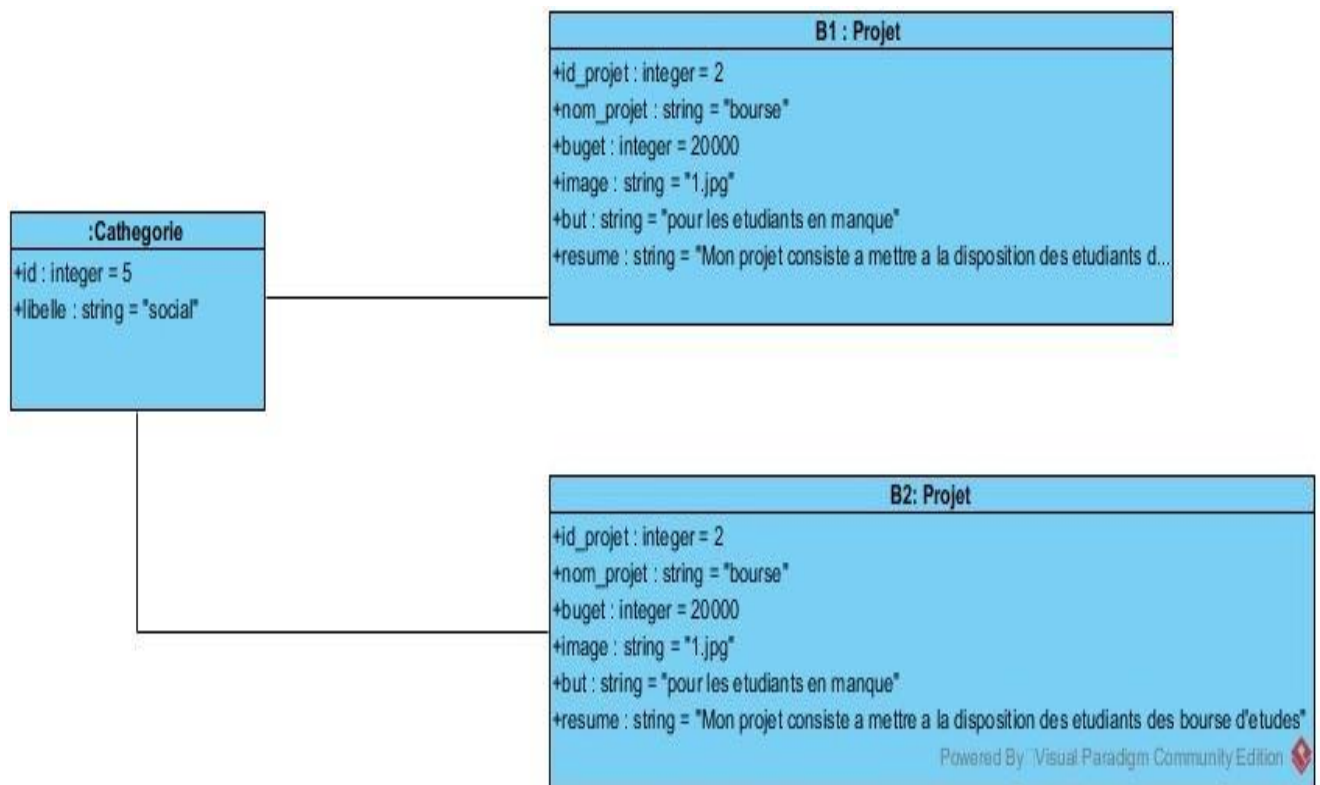 B1 : Projet
+id_projet : integer = 2
+nom_projet : string = "bourse"
+buget : integer = 20000
+image : string = "1.jpg"
+but : string = "pour les etudiants en manque"
+resume : string = "Mon projet consiste a mettre a la disposition des etudiants d...
:Cathegorie
+id : integer = 5
+libelle : string = "social"
B2: Projet
+id_projet : integer = 2
+nom_projet : string = "bourse"
+buget : integer = 20000
+image : string = "1.jpg"
+but : string = "pour les etudiants en manque"
+resume : string = "Mon projet consiste a mettre a la disposition des etudiants des bourse d'etudes"
Powered By Visual Paradigm Community Edition